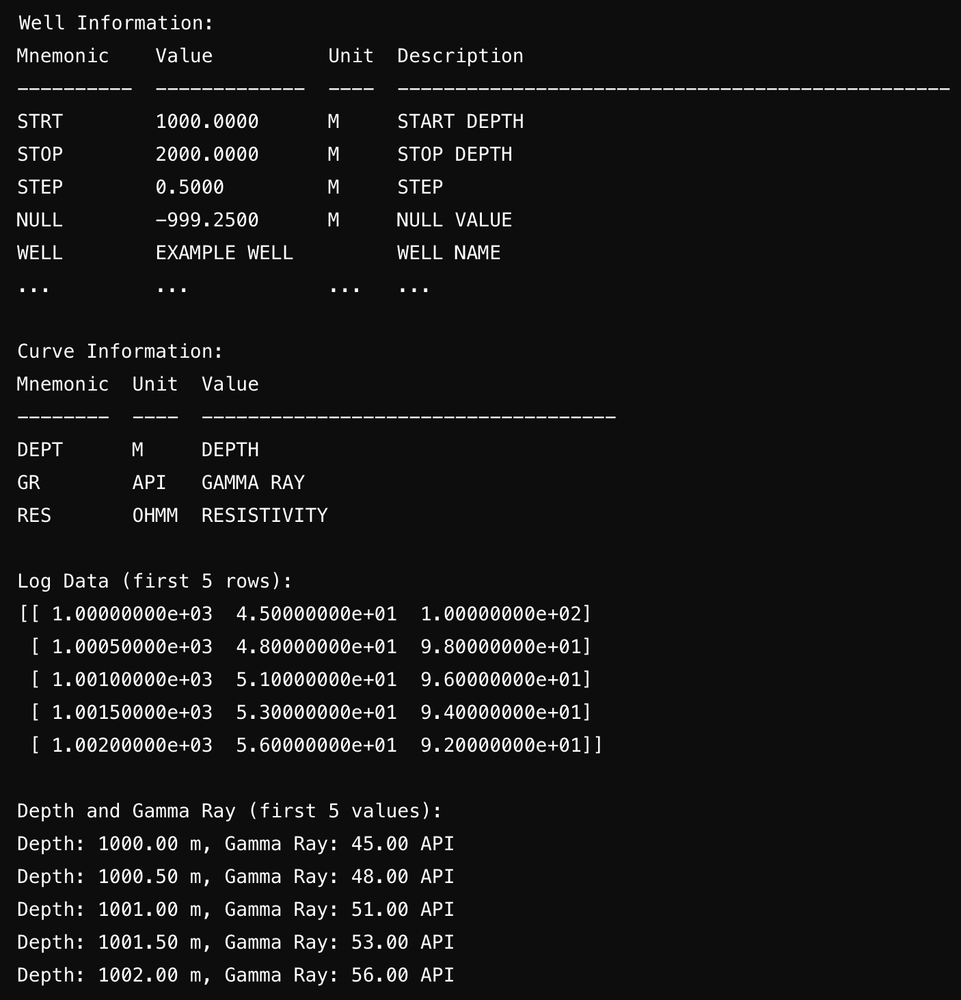 Well Information:
Mnemonic    Value          Unit  Description
----------  -------------  ----  ------------------------------------------------
STRT        1000.0000      M     START DEPTH
STOP        2000.0000      M     STOP DEPTH
STEP        0.5000         M     STEP
NULL        -999.2500      M     NULL VALUE
WELL        EXAMPLE WELL         WELL NAME
...         ...            ...   ...

Curve Information:
Mnemonic  Unit  Value
--------  ----  ------------------------------------
DEPT      M     DEPTH
GR        API   GAMMA RAY
RES       OHMM  RESISTIVITY

Log Data (first 5 rows):
[[ 1.00000000e+03  4.50000000e+01  1.00000000e+02]
 [ 1.00050000e+03  4.80000000e+01  9.80000000e+01]
 [ 1.00100000e+03  5.10000000e+01  9.60000000e+01]
 [ 1.00150000e+03  5.30000000e+01  9.40000000e+01]
 [ 1.00200000e+03  5.60000000e+01  9.20000000e+01]]

Depth and Gamma Ray (first 5 values):
Depth: 1000.00 m, Gamma Ray: 45.00 API
Depth: 1000.50 m, Gamma Ray: 48.00 API
Depth: 1001.00 m, Gamma Ray: 51.00 API
Depth: 1001.50 m, Gamma Ray: 53.00 API
Depth: 1002.00 m, Gamma Ray: 56.00 API